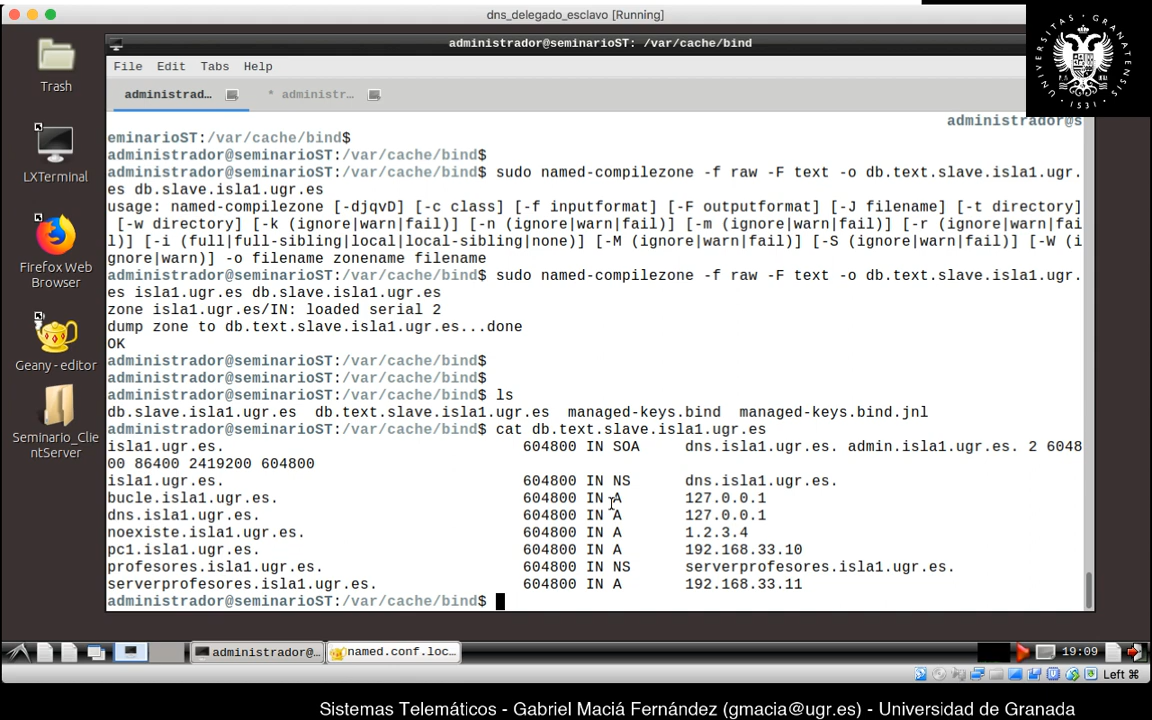 dns_delegado_esclavo [Running]
administrador@seminarioST: /var/cache/bind
UNIVERSITAS GRANATENSIS
1531
File Edit Tabs Help
administrad...
* administr...
Trash
LXTerminal
Firefox Web
Browser
Geany - editor
Seminario_Clie
ntServer
administrador@s
eminarioST:/var/cache/bind$
administrador@seminarioST:/var/cache/bind$
administrador@seminarioST:/var/cache/bind$ sudo named-compilezone -f raw -F text -o db.text.slave.isla1.ugr.
es db.slave.isla1.ugr.es
usage: named-compilezone [-djqvD] [-c class] [-f inputformat] [-F outputformat] [-J filename] [-t directory]
 [-w directory] [-k (ignore|warn|fail)] [-n (ignore|warn|fail)] [-m (ignore|warn|fail)] [-r (ignore|warn|fai
l)] [-i (full|full-sibling|local|local-sibling|none)] [-M (ignore|warn|fail)] [-S (ignore|warn|fail)] [-W (i
gnore|warn)] -o filename zonename filename
administrador@seminarioST:/var/cache/bind$ sudo named-compilezone -f raw -F text -o db.text.slave.isla1.ugr.
es isla1.ugr.es db.slave.isla1.ugr.es
zone isla1.ugr.es/IN: loaded serial 2
dump zone to db.text.slave.isla1.ugr.es...done
OK
administrador@seminarioST:/var/cache/bind$
administrador@seminarioST:/var/cache/bind$
administrador@seminarioST:/var/cache/bind$ ls
db.slave.isla1.ugr.es  db.text.slave.isla1.ugr.es  managed-keys.bind  managed-keys.bind.jnl
administrador@seminarioST:/var/cache/bind$ cat db.text.slave.isla1.ugr.es
isla1.ugr.es. 604800 IN SOA dns.isla1.ugr.es. admin.isla1.ugr.es. 2 6048
00 86400 2419200 604800
isla1.ugr.es. 604800 IN NS dns.isla1.ugr.es.
bucle.isla1.ugr.es. 604800 IN A 127.0.0.1
dns.isla1.ugr.es. 604800 IN A 127.0.0.1
noexiste.isla1.ugr.es. 604800 IN A 1.2.3.4
pc1.isla1.ugr.es. 604800 IN A 192.168.33.10
profesores.isla1.ugr.es. 604800 IN NS serverprofesores.isla1.ugr.es.
serverprofesores.isla1.ugr.es. 604800 IN A 192.168.33.11
administrador@seminarioST:/var/cache/bind$
administrador@...
named.conf.loc...
19:09
Left ⌘
Sistemas Telemáticos - Gabriel Maciá Fernández (gmacia@ugr.es) - Universidad de Granada